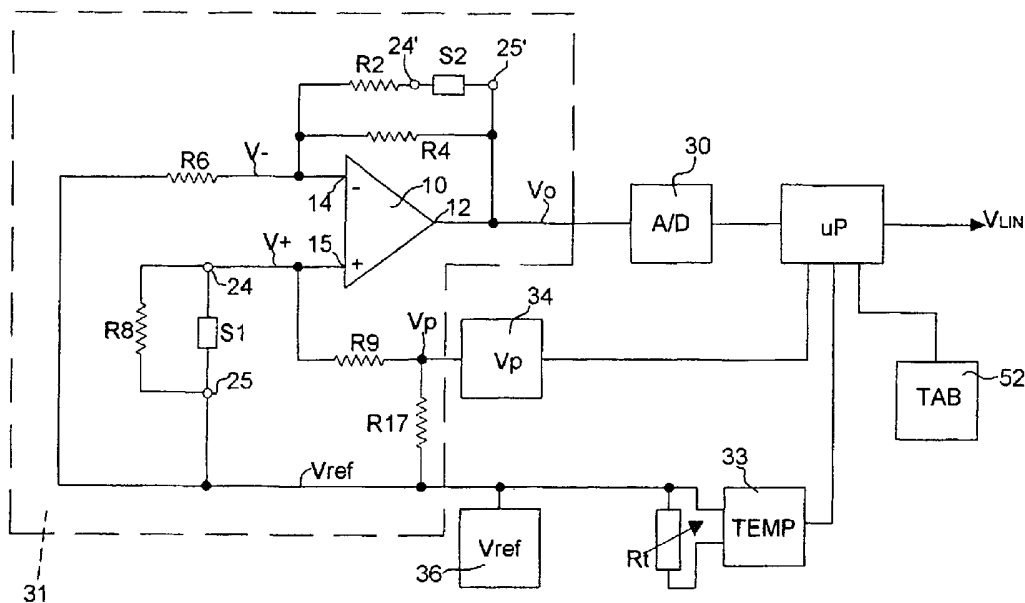 24'
25'
R2
S2
R4
30
R6
V-
10
14
-
12
Vo
A/D
uP
VLIN
V+
15
+
24
34
R8
S1
R9
Vp
Vp
52
TAB
25
R17
33
Vref
TEMP
Rt
Vref
36
31